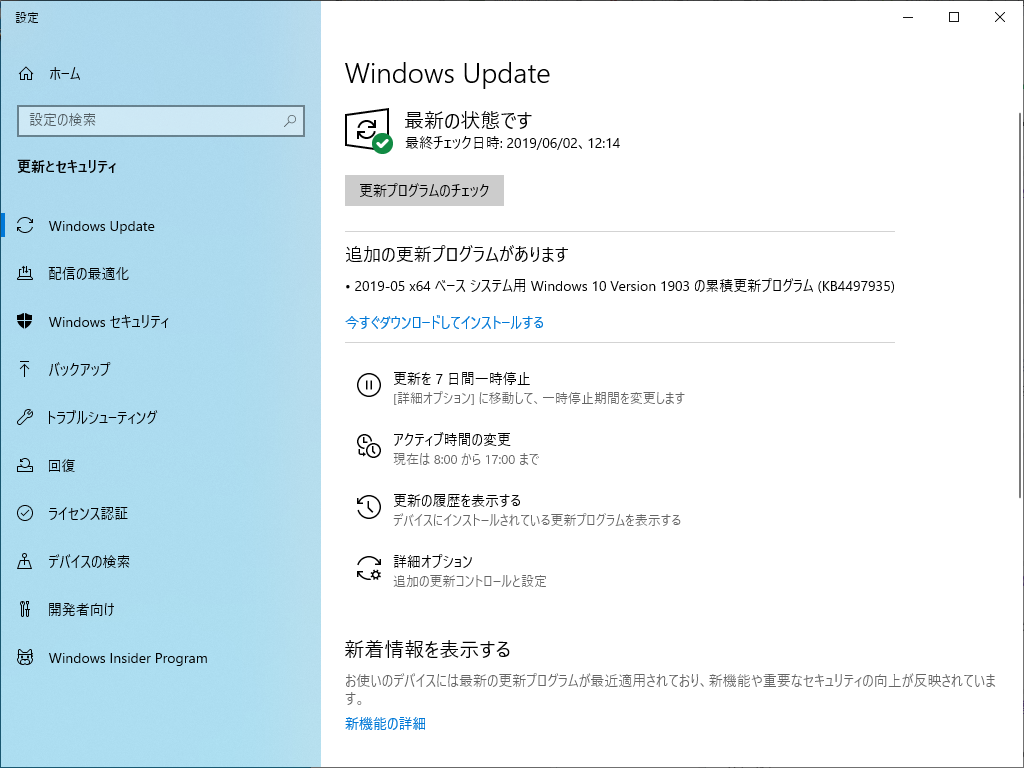 設定
ホーム
設定の検索
更新とセキュリティ
Windows Update
配信の最適化
Windows セキュリティ
バックアップ
トラブルシューティング
回復
ライセンス認証
デバイスの検索
開発者向け
Windows Insider Program
Windows Update
最新の状態です
最終チェック日時: 2019/06/02、12:14
更新プログラムのチェック
追加の更新プログラムがあります
• 2019-05 x64 ベース システム用 Windows 10 Version 1903 の累積更新プログラム (KB4497935)
今すぐダウンロードしてインストールする
更新を 7 日間一時停止
[詳細オプション] に移動して、一時停止期間を変更します
アクティブ時間の変更
現在は 8:00 から 17:00 まで
更新の履歴を表示する
デバイスにインストールされている更新プログラムを表示する
詳細オプション
追加の更新コントロールと設定
新着情報を表示する
お使いのデバイスには最新の更新プログラムが最近適用されており、新機能や重要なセキュリティの向上が反映されていま
す。
新機能の詳細